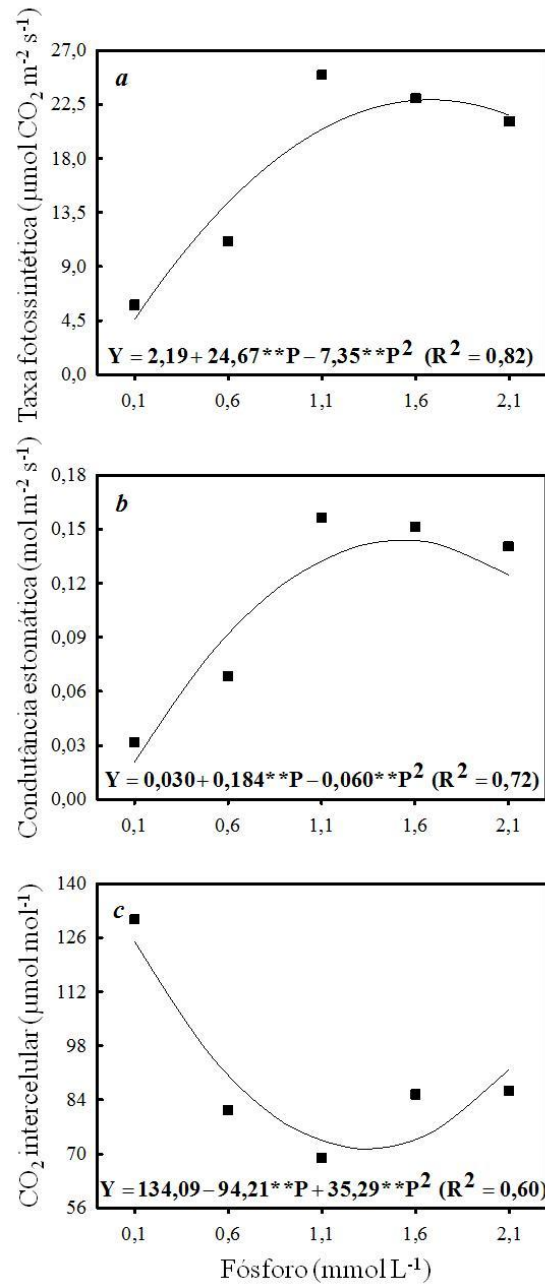 Taxa fotossintética (µmol CO2 m-2 s-1)
27,0
22,5
18,0
13,5
9,0
4,5
0,0
a
Y = 2,19 + 24,67**P – 7,35**P2 (R2 = 0,82)
0,1 0,6 1,1 1,6 2,1
Condutância estomática (mol m-2 s-1)
0,18
0,15
0,12
0,09
0,06
0,03
0,00
b
Y = 0,030 + 0,184**P – 0,060**P2 (R2 = 0,72)
0,1 0,6 1,1 1,6 2,1
CO2 intercelular (µmol mol-1)
140
126
112
98
84
70
56
c
Y = 134,09 – 94,21**P + 35,29**P2 (R2 = 0,60)
0,1 0,6 1,1 1,6 2,1
Fósforo (mmol L-1)